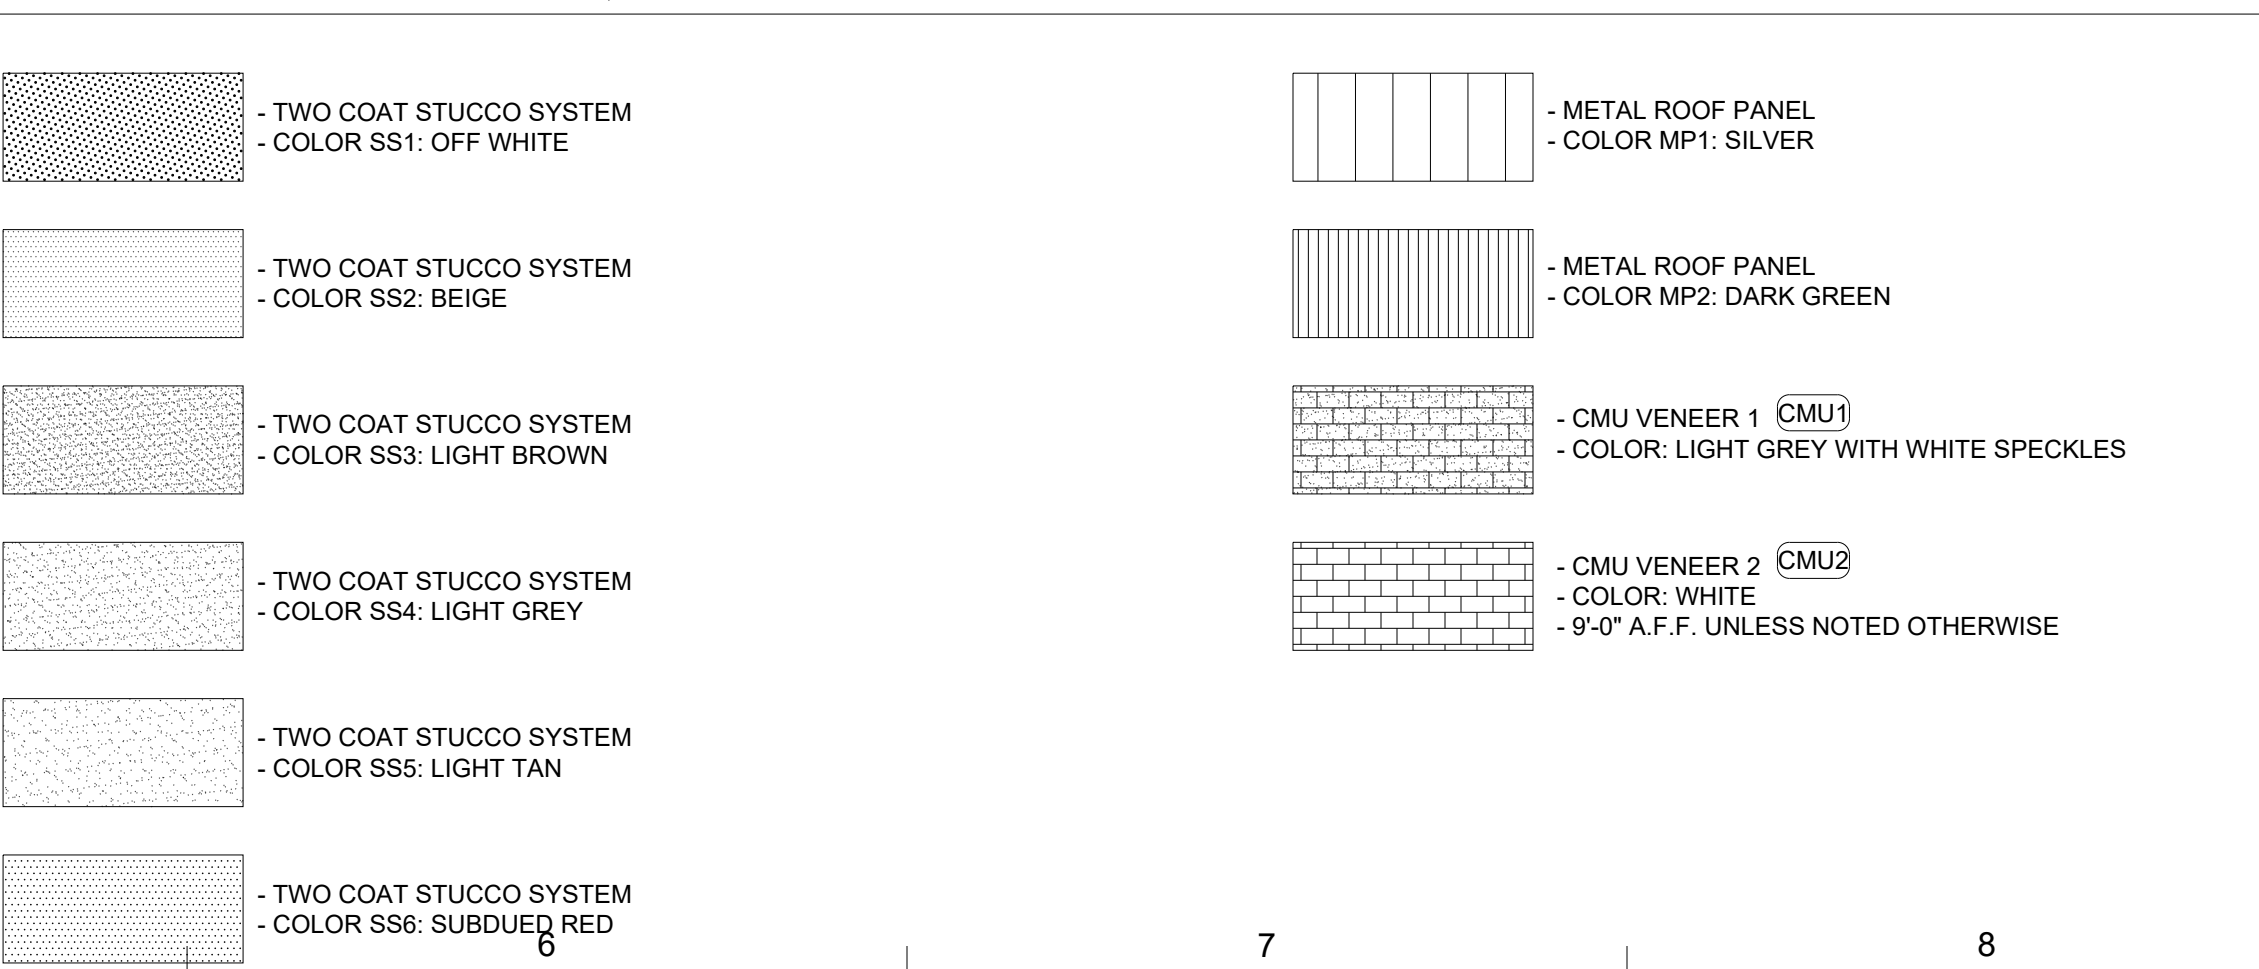 - TWO COAT STUCCO SYSTEM
- COLOR SS1: OFF WHITE
- TWO COAT STUCCO SYSTEM
- COLOR SS2: BEIGE
- TWO COAT STUCCO SYSTEM
- COLOR SS3: LIGHT BROWN
- TWO COAT STUCCO SYSTEM
- COLOR SS4: LIGHT GREY
- TWO COAT STUCCO SYSTEM
- COLOR SS5: LIGHT TAN
- TWO COAT STUCCO SYSTEM
- COLOR SS6: SUBDUED RED
- METAL ROOF PANEL
- COLOR MP1: SILVER
- METAL ROOF PANEL
- COLOR MP2: DARK GREEN
- CMU VENEER 1 CMU1
- COLOR: LIGHT GREY WITH WHITE SPECKLES
- CMU VENEER 2 CMU2
- COLOR: WHITE
- 9'-0" A.F.F. UNLESS NOTED OTHERWISE
6 7 8